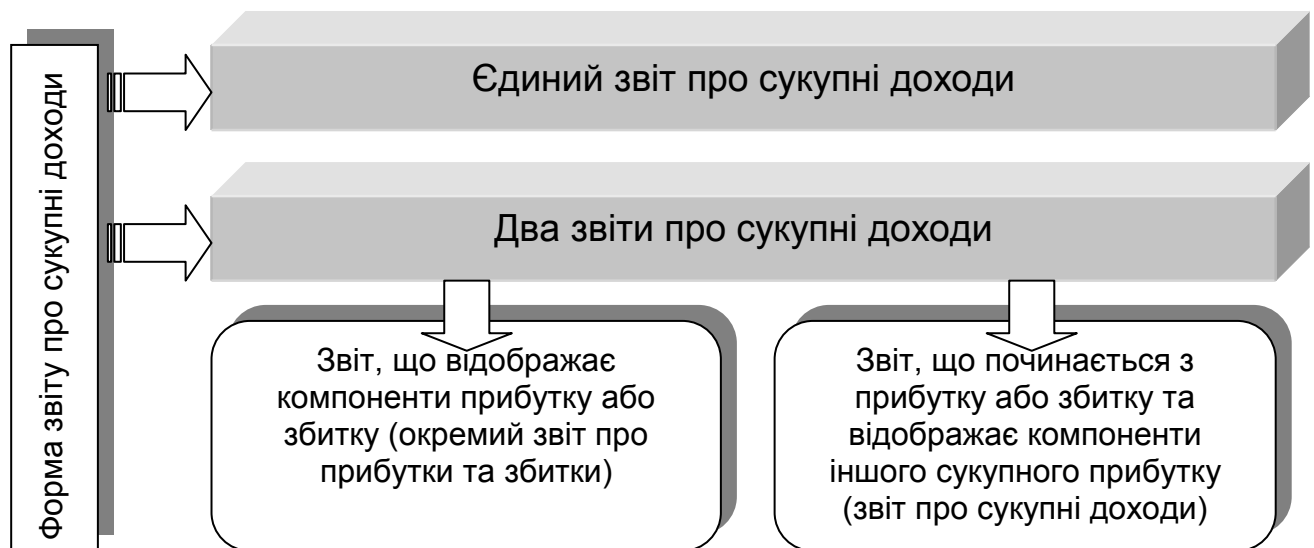 Форма звіту про сукупні доходи
Єдиний звіт про сукупні доходи
Два звіти про сукупні доходи
Звіт, що відображає
компоненти прибутку або
збитку (окремий звіт про
прибутки та збитки)
Звіт, що починається з
прибутку або збитку та
відображає компоненти
іншого сукупного прибутку
(звіт про сукупні доходи)